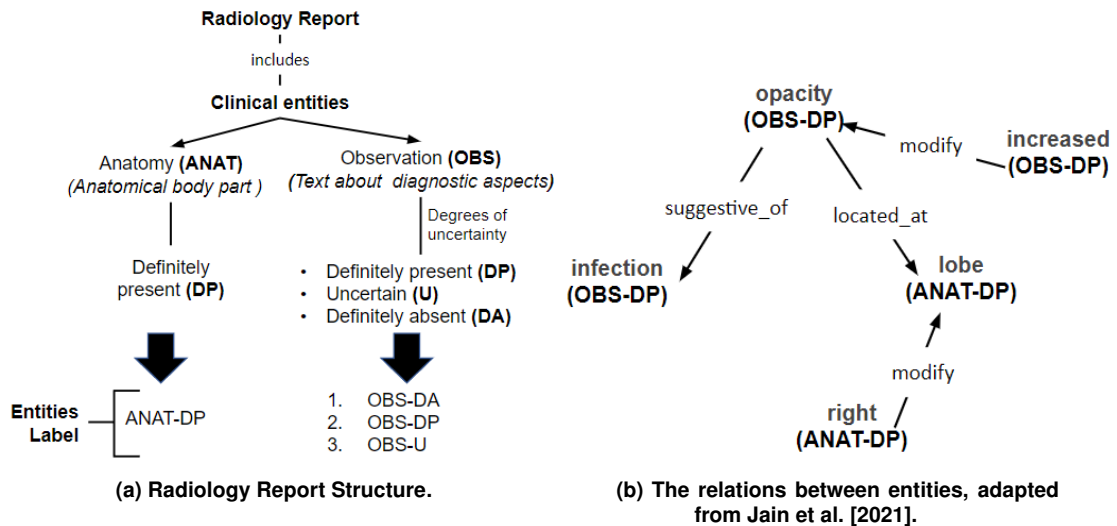 Radiology Report
includes
Clinical entities
Anatomy (ANAT)
(Anatomical body part )
Observation (OBS)
(Text about diagnostic aspects)
Degrees of
uncertainty
Definitely
present (DP)
• Definitely present (DP)
• Uncertain (U)
• Definitely absent (DA)
Entities
Label
ANAT-DP
1. OBS-DA
2. OBS-DP
3. OBS-U
(a) Radiology Report Structure.
opacity
(OBS-DP)
modify
increased
(OBS-DP)
suggestive_of
located_at
infection
(OBS-DP)
lobe
(ANAT-DP)
modify
right
(ANAT-DP)
(b) The relations between entities, adapted
from Jain et al. [2021].